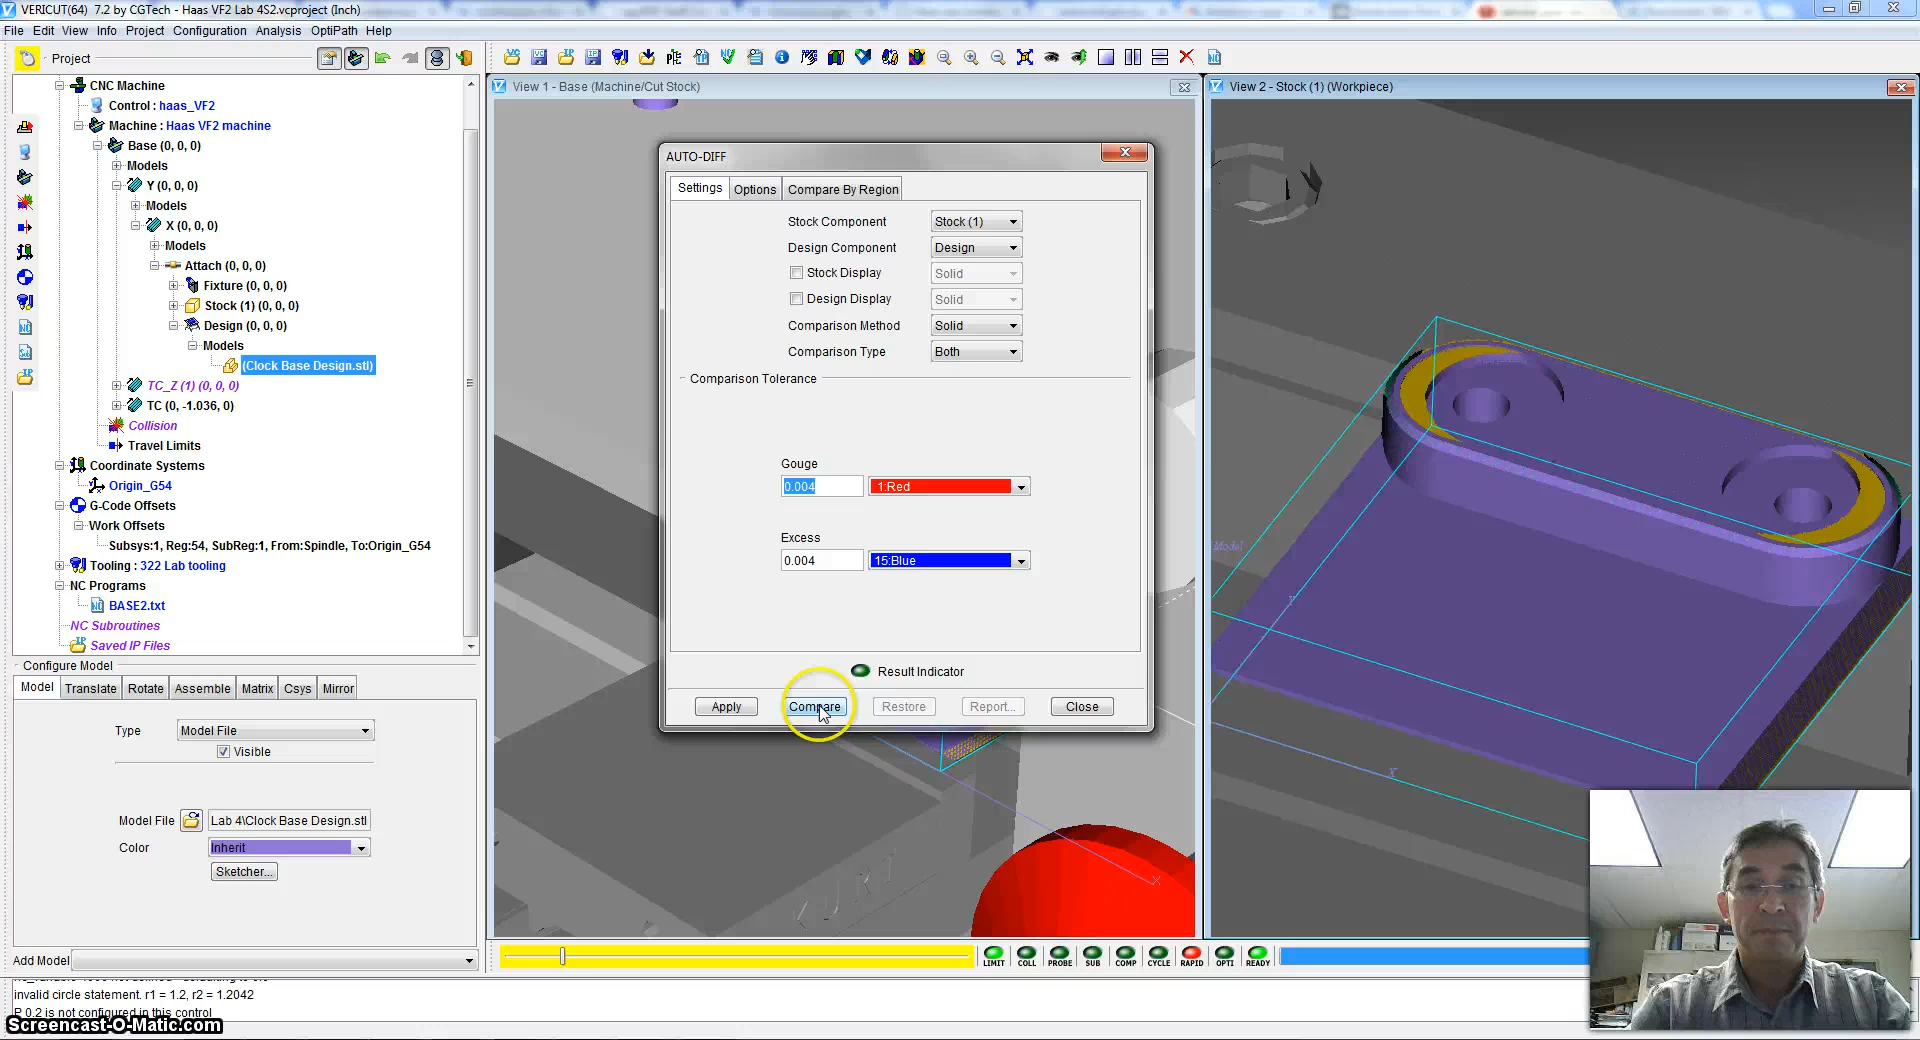 VERICUT(64)  7.2 by CGTech - Haas VF2 Lab 4S2.vcproject (Inch)
File Edit View Info Project Configuration Analysis OptiPath Help
Project
CNC Machine
Control : haas_VF2
Machine : Haas VF2 machine
Base (0, 0, 0)
Models
Y (0, 0, 0)
Models
X (0, 0, 0)
Models
Attach (0, 0, 0)
Fixture (0, 0, 0)
Stock (1) (0, 0, 0)
Design (0, 0, 0)
Models
(Clock Base Design.stl)
TC_Z (1) (0, 0, 0)
TC (0, -1.036, 0)
Collision
Travel Limits
Coordinate Systems
Origin_G54
G-Code Offsets
Work Offsets
Subsys:1, Reg:54, SubReg:1, From:Spindle, To:Origin_G54
Tooling : 322 Lab tooling
NC Programs
BASE2.txt
NC Subroutines
Saved IP Files
Configure Model
Model Translate Rotate Assemble Matrix Csys Mirror
Type Model File
Visible
Model File Lab 4\Clock Base Design.stl
Color Inherit
Sketcher...
Add Model
invalid circle statement. r1 = 1.2, r2 = 1.2042
P 0.2 is not configured in this control
Screencast-O-Matic.com
View 1 - Base (Machine/Cut Stock)
AUTO-DIFF
Settings Options Compare By Region
Stock Component Stock (1)
Design Component Design
Stock Display Solid
Design Display Solid
Comparison Method Solid
Comparison Type Both
Comparison Tolerance
Gouge
0.004 1:Red
Excess
0.004 15:Blue
Result Indicator
Apply Compare Restore Report... Close
X
LIMIT COLL PROBE SUB COMP CYCLE RAPID OPTI READY
View 2 - Stock (1) (Workpiece)
Model
Y
X